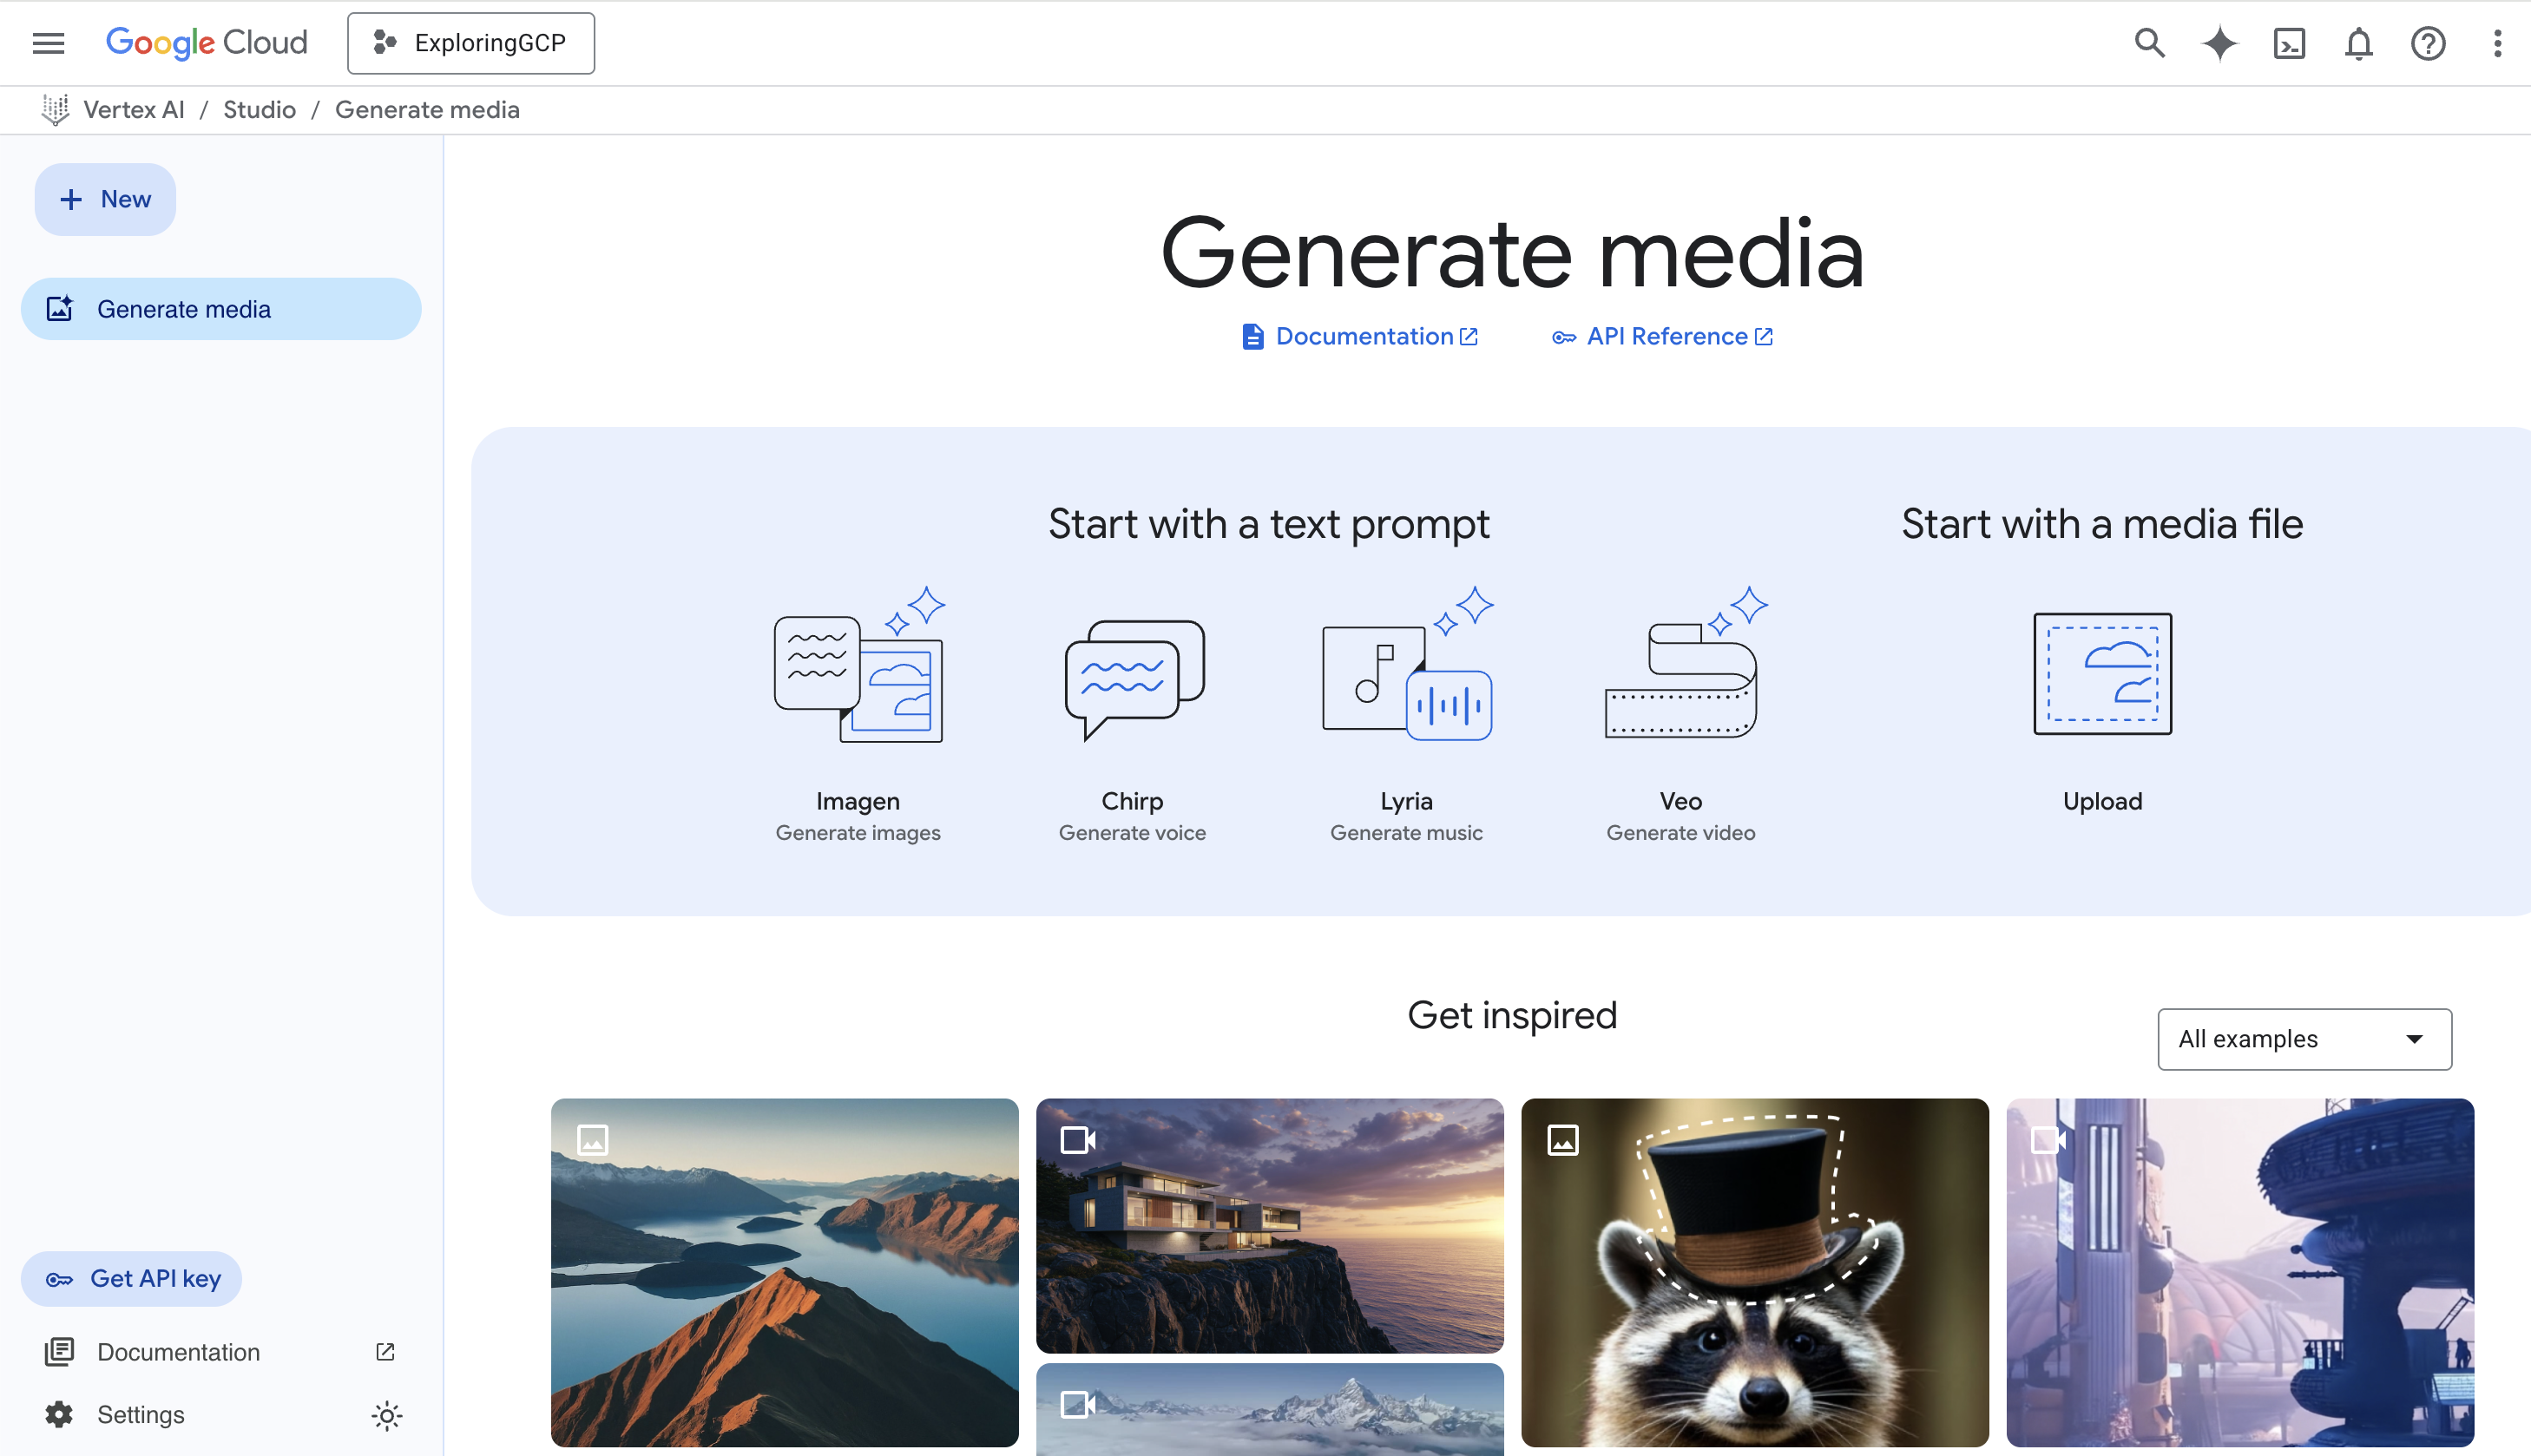 Google Cloud
ExploringGCP
Vertex AI / Studio / Generate media
New
Generate media
Generate media
Documentation
API Reference
Start with a text prompt
Start with a media file
Imagen
Generate images
Chirp
Generate voice
Lyria
Generate music
Veo
Generate video
Upload
Get inspired
All examples
Get API key
Documentation
Settings